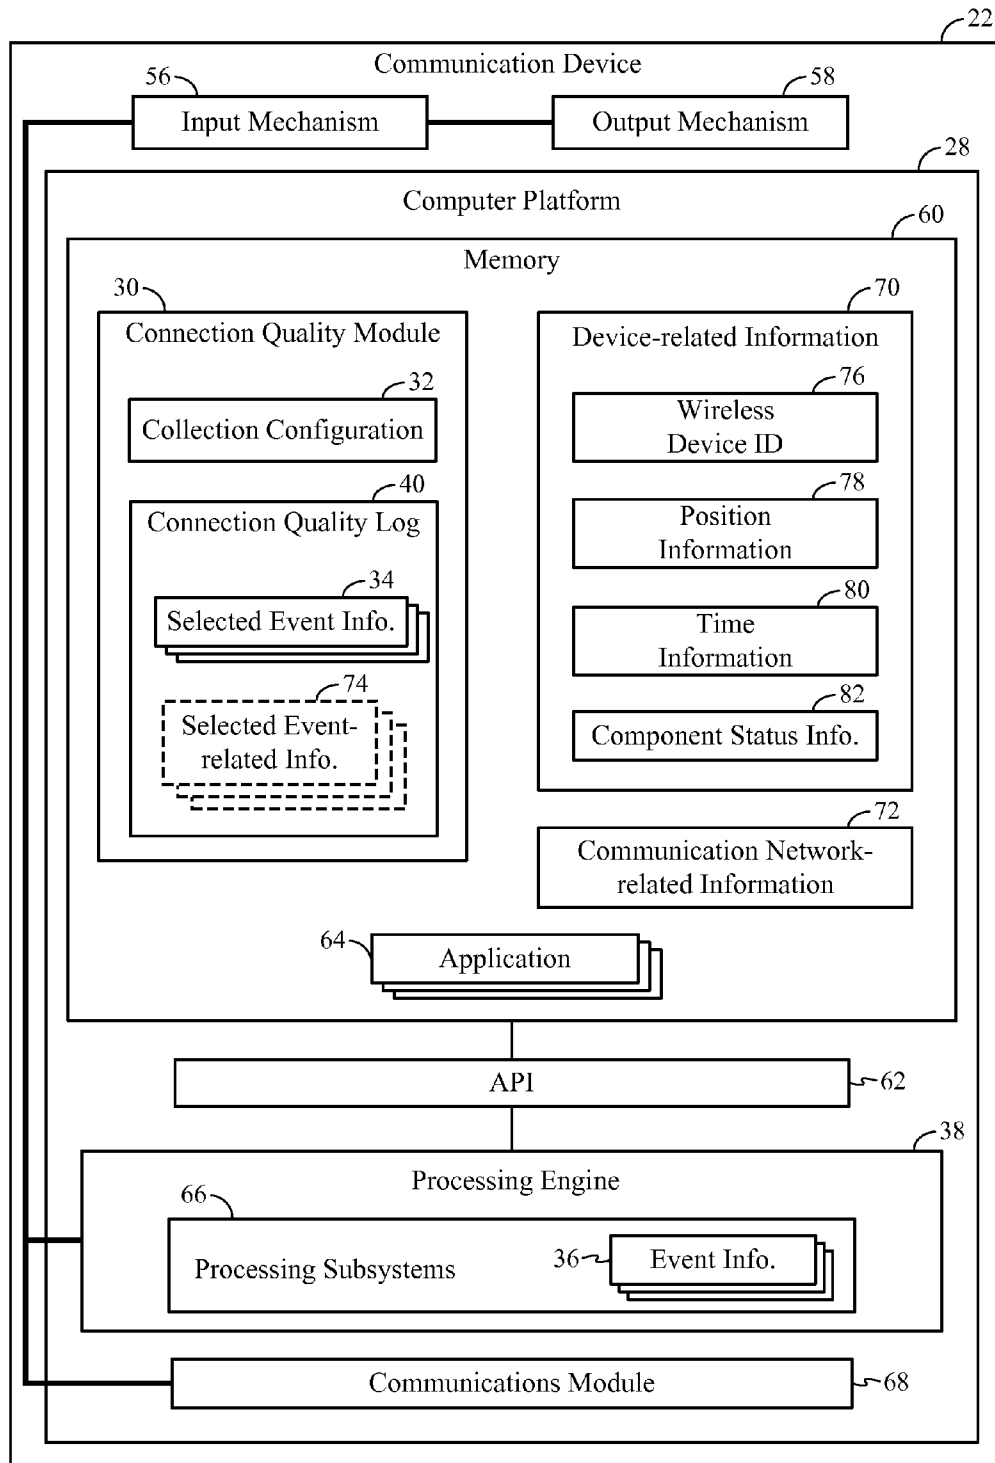 22
Communication Device
56
58
Input Mechanism
Output Mechanism
28
Computer Platform
60
Memory
30
70
Connection Quality Module
Device-related Information
32
76
Collection Configuration
Wireless
Device ID
40
78
Connection Quality Log
Position
Information
34
80
Selected Event Info.
Time
Information
74
82
Selected Event-
related Info.
Component Status Info.
72
Communication Network-
related Information
64
Application
API
62
38
Processing Engine
66
36
Event Info.
Processing Subsystems
Communications Module
68